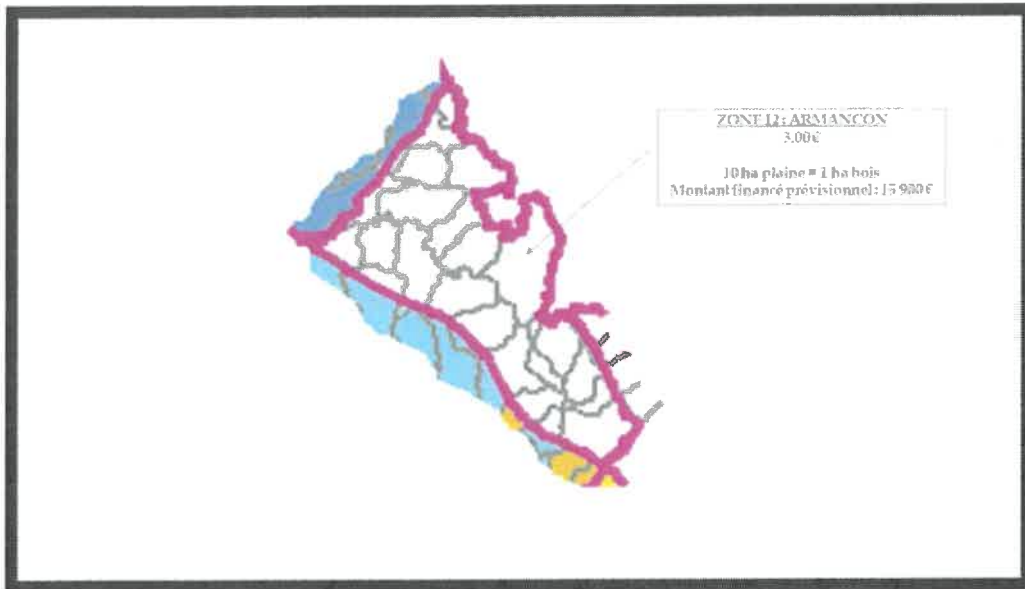 ZONE 12: ARMANCON
3.00€
10 ha plaine = 1 ha bois
Montant financé prévisionnel: 15 900€